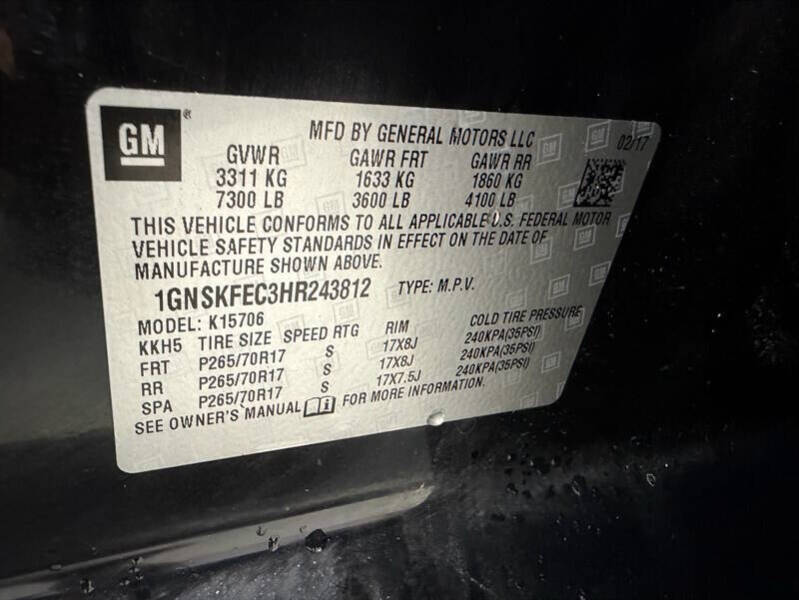 GM
MFD BY GENERAL MOTORS LLC 02/17
GVWR GAWR FRT GAWR RR
3311 KG 1633 KG 1860 KG
7300 LB 3600 LB 4100 LB
THIS VEHICLE CONFORMS TO ALL APPLICABLE U.S. FEDERAL MOTOR
VEHICLE SAFETY STANDARDS IN EFFECT ON THE DATE OF
MANUFACTURE SHOWN ABOVE.
1GNSKFEC3HR243812 TYPE: M.P.V.
MODEL: K15706
KKH5 TIRE SIZE SPEED RTG RIM COLD TIRE PRESSURE
FRT P265/70R17 S 17X8J 240KPA(35PSI)
RR P265/70R17 S 17X8J 240KPA(35PSI)
SPA P265/70R17 S 17X7.5J 240KPA(35PSI)
SEE OWNER'S MANUAL FOR MORE INFORMATION.